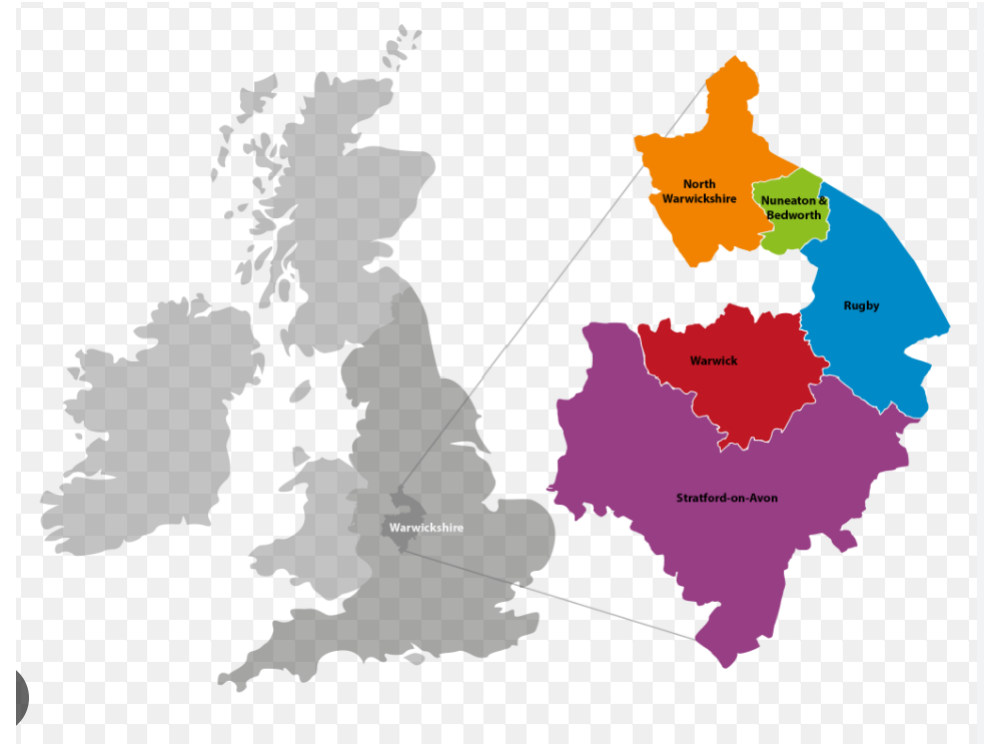 North
Warwickshire
Nuneaton &
Bedworth
Rugby
Warwick
Stratford-on-Avon
Warwickshire